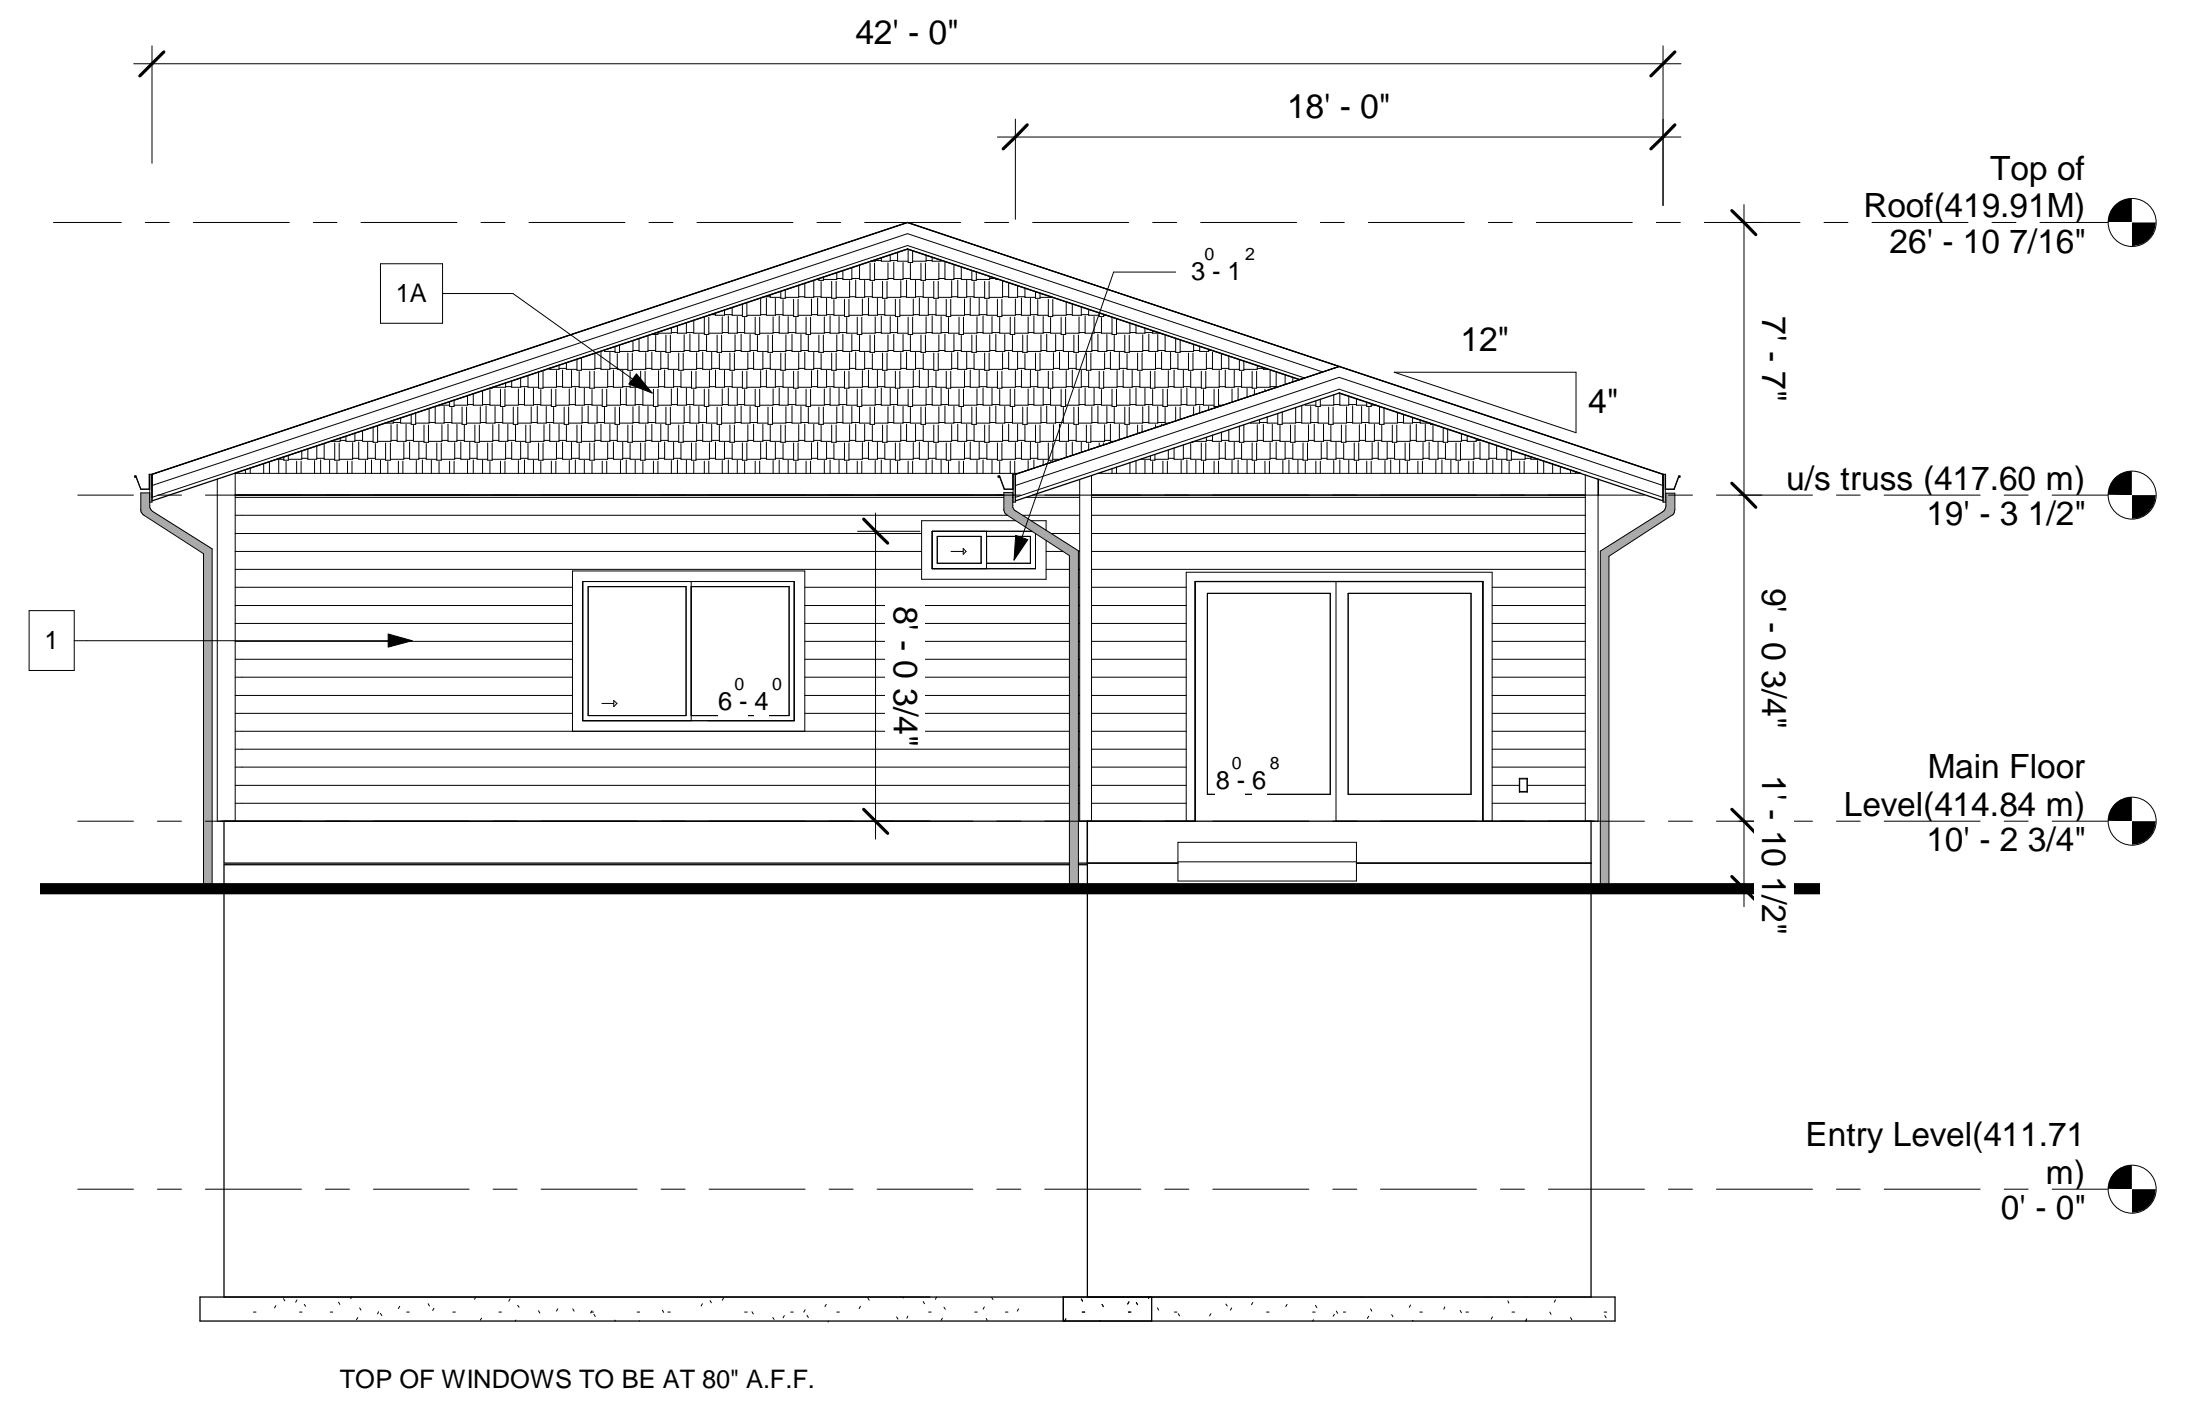 42' - 0"
18' - 0"
Top of
Roof(419.91M)
26' - 10 7/16"
3⁰ - 1²
1A
12"
4"
7' - 7"
u/s truss (417.60 m)
19' - 3 1/2"
1
6⁰ - 4⁰
8' - 0 3/4"
8⁰ - 6⁸
9' - 0 3/4"
Main Floor
Level(414.84 m)
10' - 2 3/4"
1' - 10 1/2"
Entry Level(411.71
m)
0' - 0"
TOP OF WINDOWS TO BE AT 80" A.F.F.